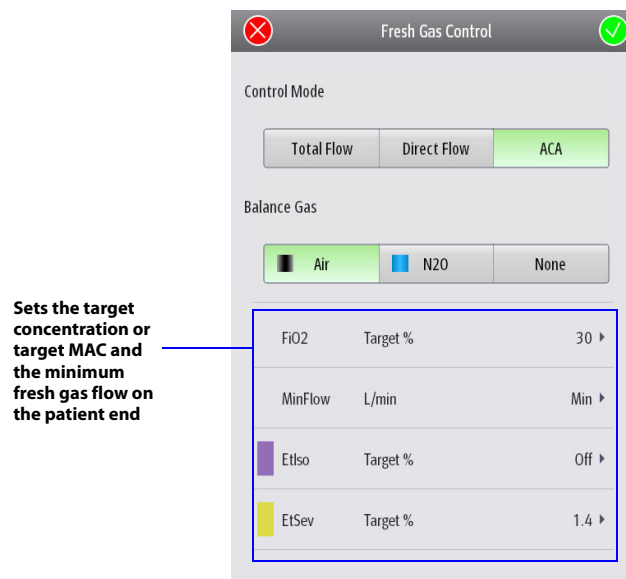 Fresh Gas Control
Control Mode
Total Flow Direct Flow ACA
Balance Gas
Air N2O None
Sets the target
concentration or
target MAC and
the minimum
fresh gas flow on
the patient end
FiO2 Target % 30
MinFlow L/min Min
EtIso Target % Off
EtSev Target % 1.4